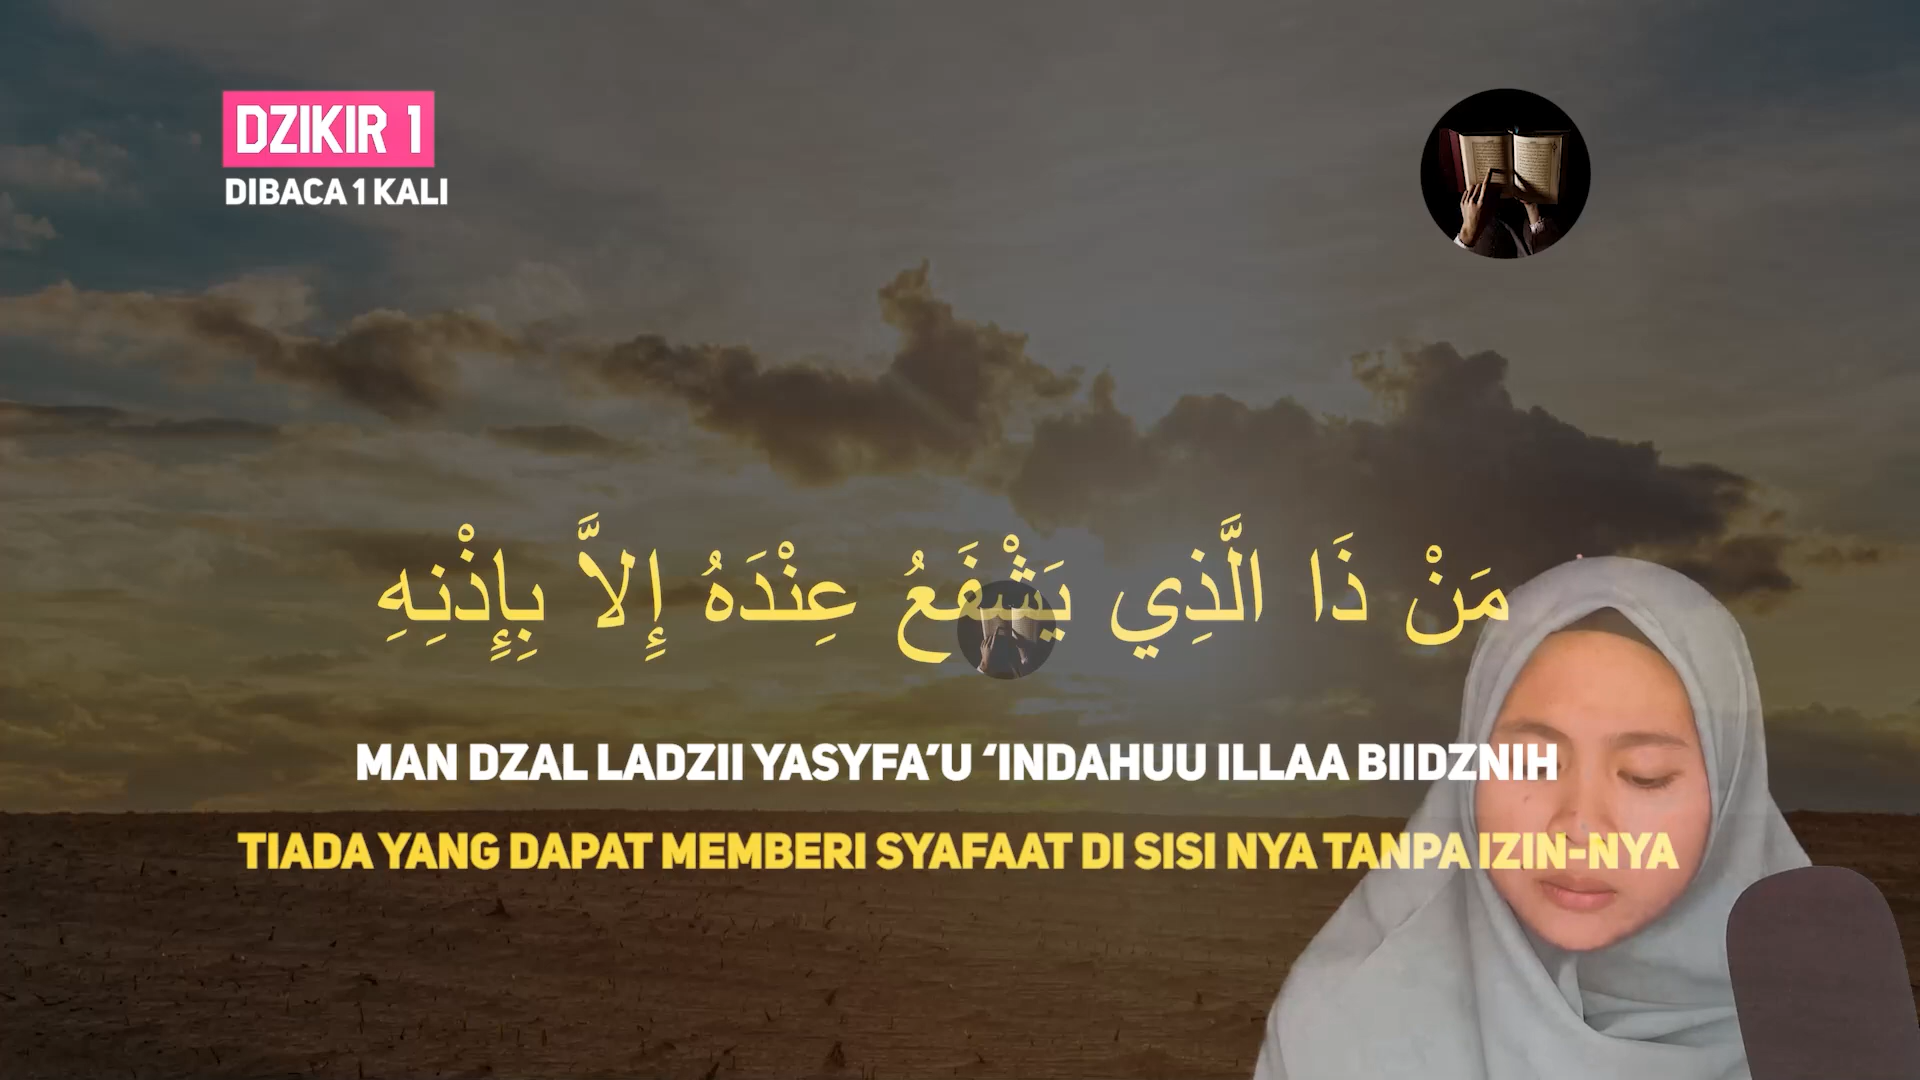 DZIKIR 1
DIBACA 1 KALI
مَنْ ذَا الَّذِي يَشْفَعُ عِنْدَهُ إِلاَّ بِإِذْنِهِ
MAN DZAL LADZII YASYFA’U ‘INDAHUU ILLAA BIIDZNIH
TIADA YANG DAPAT MEMBERI SYAFAAT DI SISI NYA TANPA IZIN-NYA